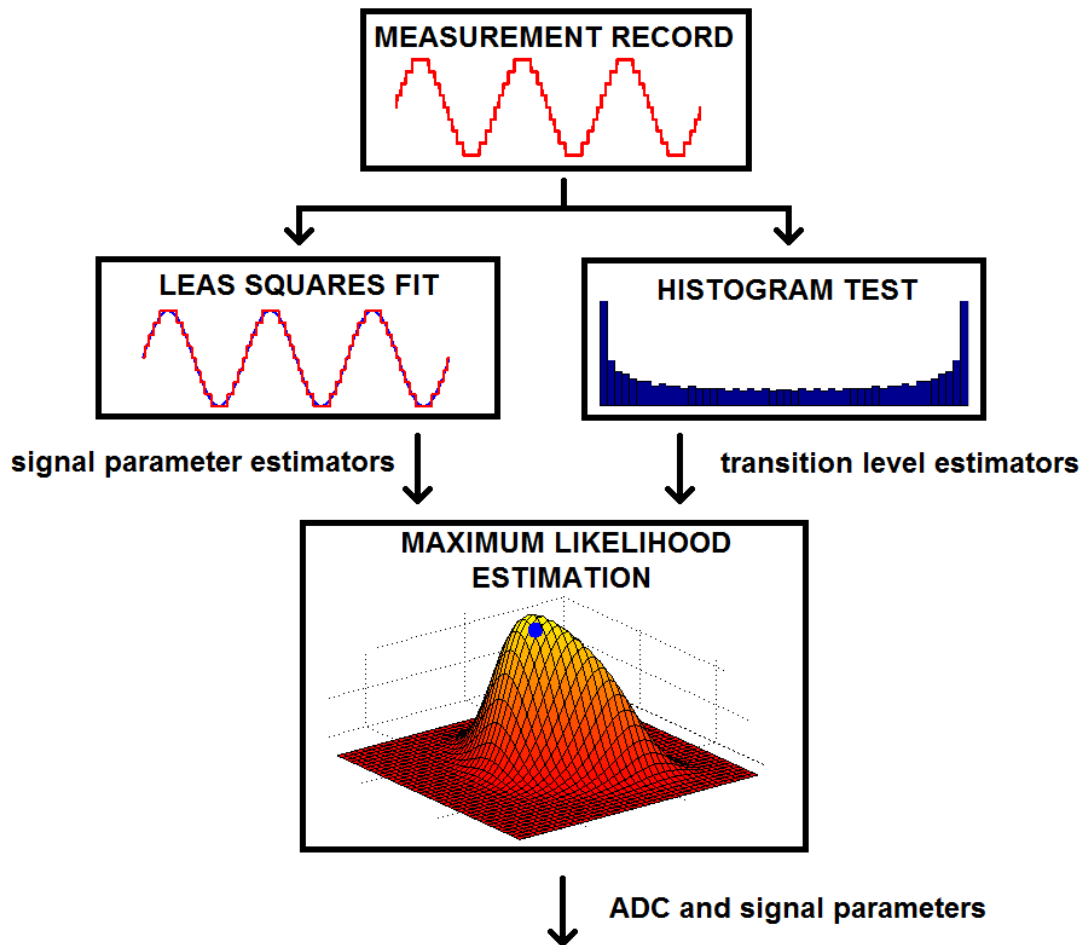 MEASUREMENT RECORD
LEAS SQUARES FIT
HISTOGRAM TEST
signal parameter estimators
transition level estimators
MAXIMUM LIKELIHOOD
ESTIMATION
ADC and signal parameters